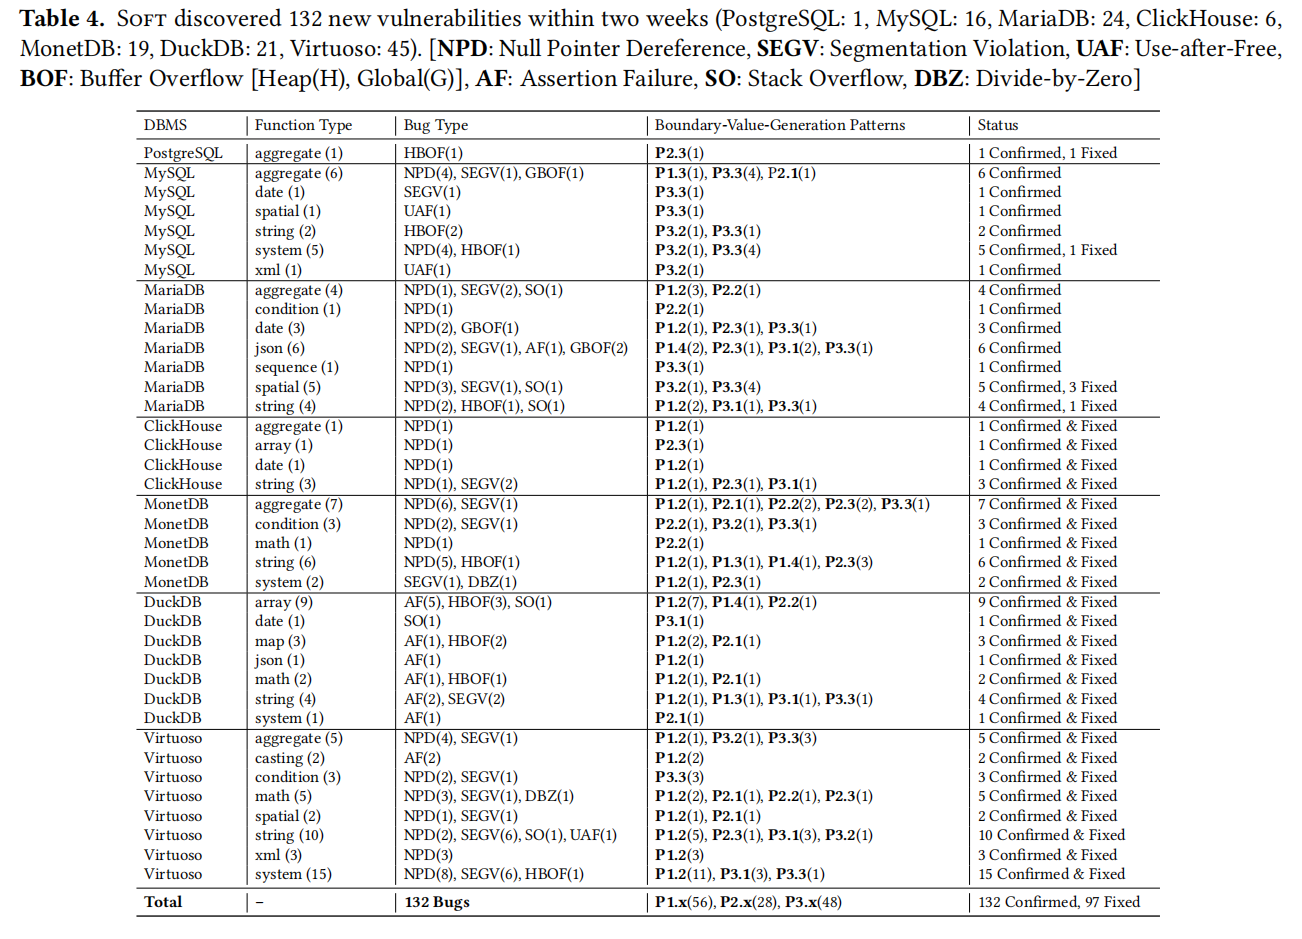 Table 4. SOFT discovered 132 new vulnerabilities within two weeks (PostgreSQL: 1, MySQL: 16, MariaDB: 24, ClickHouse: 6,
MonetDB: 19, DuckDB: 21, Virtuoso: 45). [NPD: Null Pointer Dereference, SEGV: Segmentation Violation, UAF: Use-after-Free,
BOF: Buffer Overflow [Heap(H), Global(G)], AF: Assertion Failure, SO: Stack Overflow, DBZ: Divide-by-Zero]
DBMS Function Type Bug Type Boundary-Value-Generation Patterns Status
PostgreSQL aggregate (1) HBOF(1) P2.3(1) 1 Confirmed, 1 Fixed
MySQL aggregate (6) NPD(4), SEGV(1), GBOF(1) P1.3(1), P3.3(4), P2.1(1) 6 Confirmed
MySQL date (1) SEGV(1) P3.3(1) 1 Confirmed
MySQL spatial (1) UAF(1) P3.3(1) 1 Confirmed
MySQL string (2) HBOF(2) P3.2(1), P3.3(1) 2 Confirmed
MySQL system (5) NPD(4), HBOF(1) P3.2(1), P3.3(4) 5 Confirmed, 1 Fixed
MySQL xml (1) UAF(1) P3.2(1) 1 Confirmed
MariaDB aggregate (4) NPD(1), SEGV(2), SO(1) P1.2(3), P2.2(1) 4 Confirmed
MariaDB condition (1) NPD(1) P2.2(1) 1 Confirmed
MariaDB date (3) NPD(2), GBOF(1) P1.2(1), P2.3(1), P3.3(1) 3 Confirmed
MariaDB json (6) NPD(2), SEGV(1), AF(1), GBOF(2) P1.4(2), P2.3(1), P3.1(2), P3.3(1) 6 Confirmed
MariaDB sequence (1) NPD(1) P3.3(1) 1 Confirmed
MariaDB spatial (5) NPD(3), SEGV(1), SO(1) P3.2(1), P3.3(4) 5 Confirmed, 3 Fixed
MariaDB string (4) NPD(2), HBOF(1), SO(1) P1.2(2), P3.1(1), P3.3(1) 4 Confirmed, 1 Fixed
ClickHouse aggregate (1) NPD(1) P1.2(1) 1 Confirmed & Fixed
ClickHouse array (1) NPD(1) P2.3(1) 1 Confirmed & Fixed
ClickHouse date (1) NPD(1) P1.2(1) 1 Confirmed & Fixed
ClickHouse string (3) NPD(1), SEGV(2) P1.2(1), P2.3(1), P3.1(1) 3 Confirmed & Fixed
MonetDB aggregate (7) NPD(6), SEGV(1) P1.2(1), P2.1(1), P2.2(2), P2.3(2), P3.3(1) 7 Confirmed & Fixed
MonetDB condition (3) NPD(2), SEGV(1) P2.2(1), P3.2(1), P3.3(1) 3 Confirmed & Fixed
MonetDB math (1) NPD(1) P2.2(1) 1 Confirmed & Fixed
MonetDB string (6) NPD(5), HBOF(1) P1.2(1), P1.3(1), P1.4(1), P2.3(3) 6 Confirmed & Fixed
MonetDB system (2) SEGV(1), DBZ(1) P1.2(1), P2.3(1) 2 Confirmed & Fixed
DuckDB array (9) AF(5), HBOF(3), SO(1) P1.2(7), P1.4(1), P2.2(1) 9 Confirmed & Fixed
DuckDB date (1) SO(1) P3.1(1) 1 Confirmed & Fixed
DuckDB map (3) AF(1), HBOF(2) P1.2(2), P2.1(1) 3 Confirmed & Fixed
DuckDB json (1) AF(1) P1.2(1) 1 Confirmed & Fixed
DuckDB math (2) AF(1), HBOF(1) P1.2(1), P2.1(1) 2 Confirmed & Fixed
DuckDB string (4) AF(2), SEGV(2) P1.2(1), P1.3(1), P3.1(1), P3.3(1) 4 Confirmed & Fixed
DuckDB system (1) AF(1) P2.1(1) 1 Confirmed & Fixed
Virtuoso aggregate (5) NPD(4), SEGV(1) P1.2(1), P3.2(1), P3.3(3) 5 Confirmed & Fixed
Virtuoso casting (2) AF(2) P1.2(2) 2 Confirmed & Fixed
Virtuoso condition (3) NPD(2), SEGV(1) P3.3(3) 3 Confirmed & Fixed
Virtuoso math (5) NPD(3), SEGV(1), DBZ(1) P1.2(2), P2.1(1), P2.2(1), P2.3(1) 5 Confirmed & Fixed
Virtuoso spatial (2) NPD(1), SEGV(1) P1.2(1), P2.1(1) 2 Confirmed & Fixed
Virtuoso string (10) NPD(2), SEGV(6), SO(1), UAF(1) P1.2(5), P2.3(1), P3.1(3), P3.2(1) 10 Confirmed & Fixed
Virtuoso xml (3) NPD(3) P1.2(3) 3 Confirmed & Fixed
Virtuoso system (15) NPD(8), SEGV(6), HBOF(1) P1.2(11), P3.1(3), P3.3(1) 15 Confirmed & Fixed
Total – 132 Bugs P1.x(56), P2.x(28), P3.x(48) 132 Confirmed, 97 Fixed